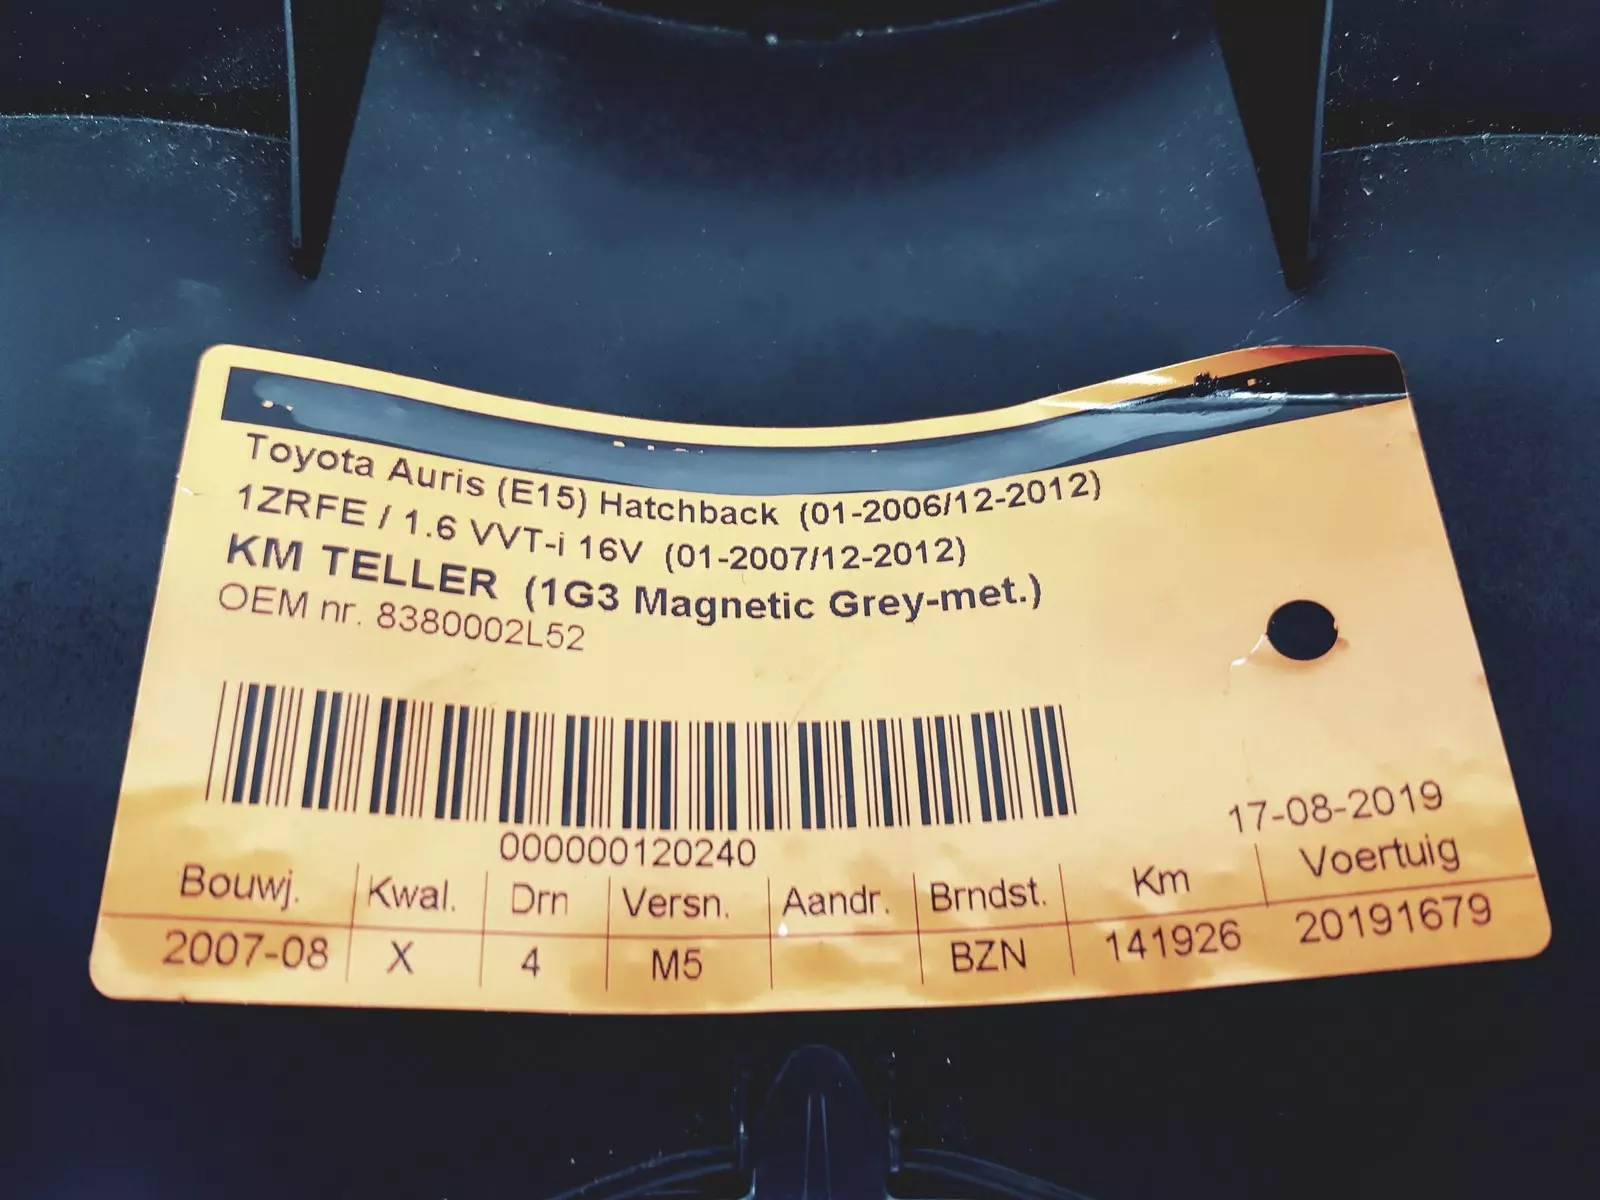 Toyota Auris (E15) Hatchback (01-2006/12-2012)
1ZRFE / 1.6 VVT-i 16V (01-2007/12-2012)
KM TELLER (1G3 Magnetic Grey-met.)
OEM nr. 8380002L52
000000120240
17-08-2019
Bouwj. Kwal. Drn Versn. Aandr. Brndst. Km Voertuig
2007-08 X 4 M5 BZN 141926 20191679